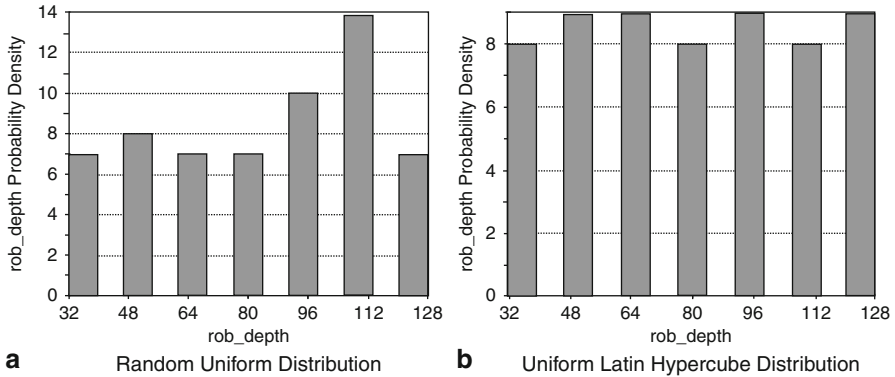 14
12
10
8
6
4
2
0
rob_depth Probability Density
32 48 64 80 96 112 128
rob_depth
a Random Uniform Distribution
8
6
4
2
0
rob_depth Probability Density
32 48 64 80 96 112 128
rob_depth
b Uniform Latin Hypercube Distribution